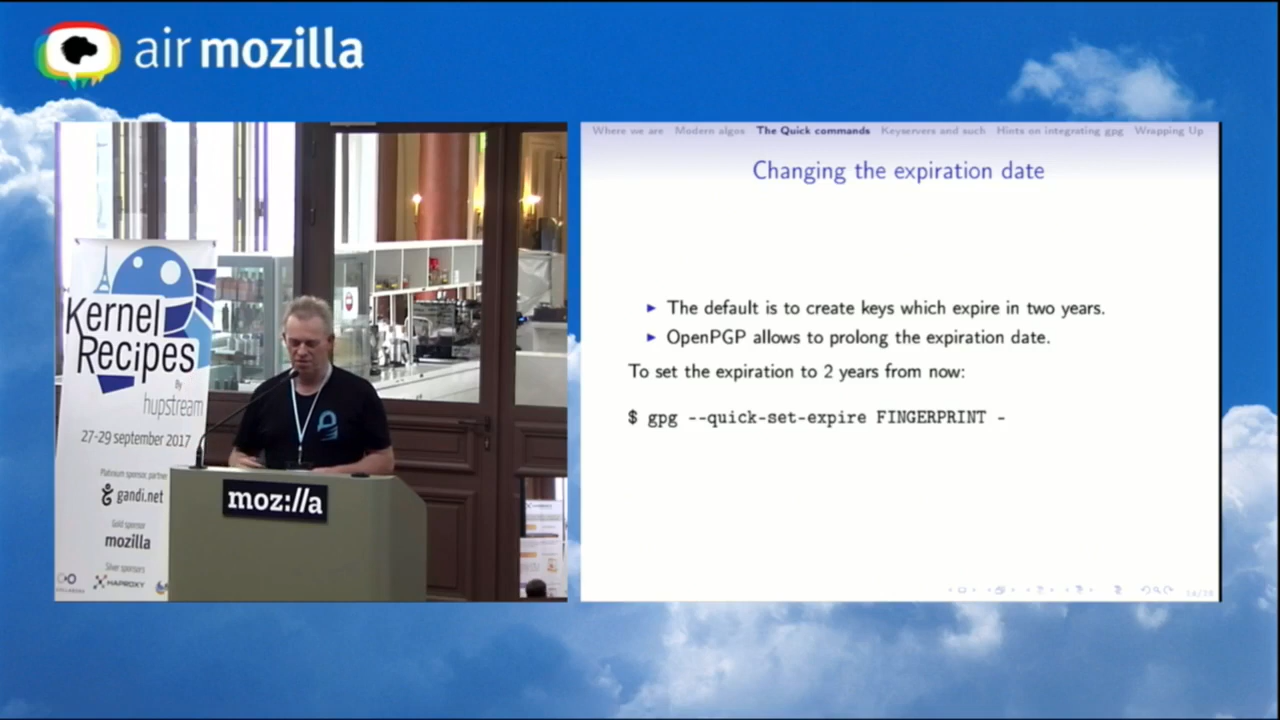 air mozilla
Kernel
Recipes
By
hupstream
27-29 september 2017
Platinum sponsor, partner
gandi.net
Gold sponsor
mozilla
Silver sponsors
HAPROXY
moz://a
Where we are Modern algos The Quick commands Keyservers and such Hints on integrating gpg Wrapping Up
Changing the expiration date
The default is to create keys which expire in two years.
OpenPGP allows to prolong the expiration date.
To set the expiration to 2 years from now:
$ gpg --quick-set-expire FINGERPRINT -